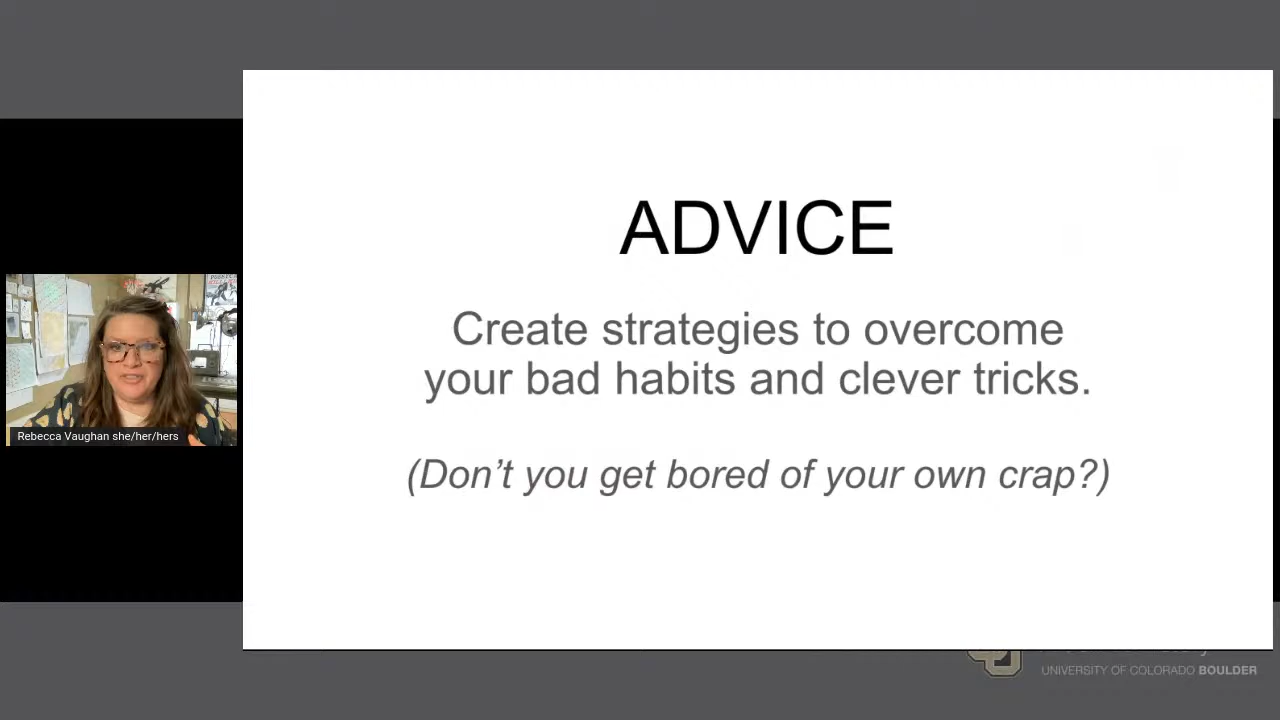 ADVICE
Create strategies to overcome
your bad habits and clever tricks.
(Don't you get bored of your own crap?)
Rebecca Vaughan she/her/hers
UNIVERSITY OF COLORADO BOULDER